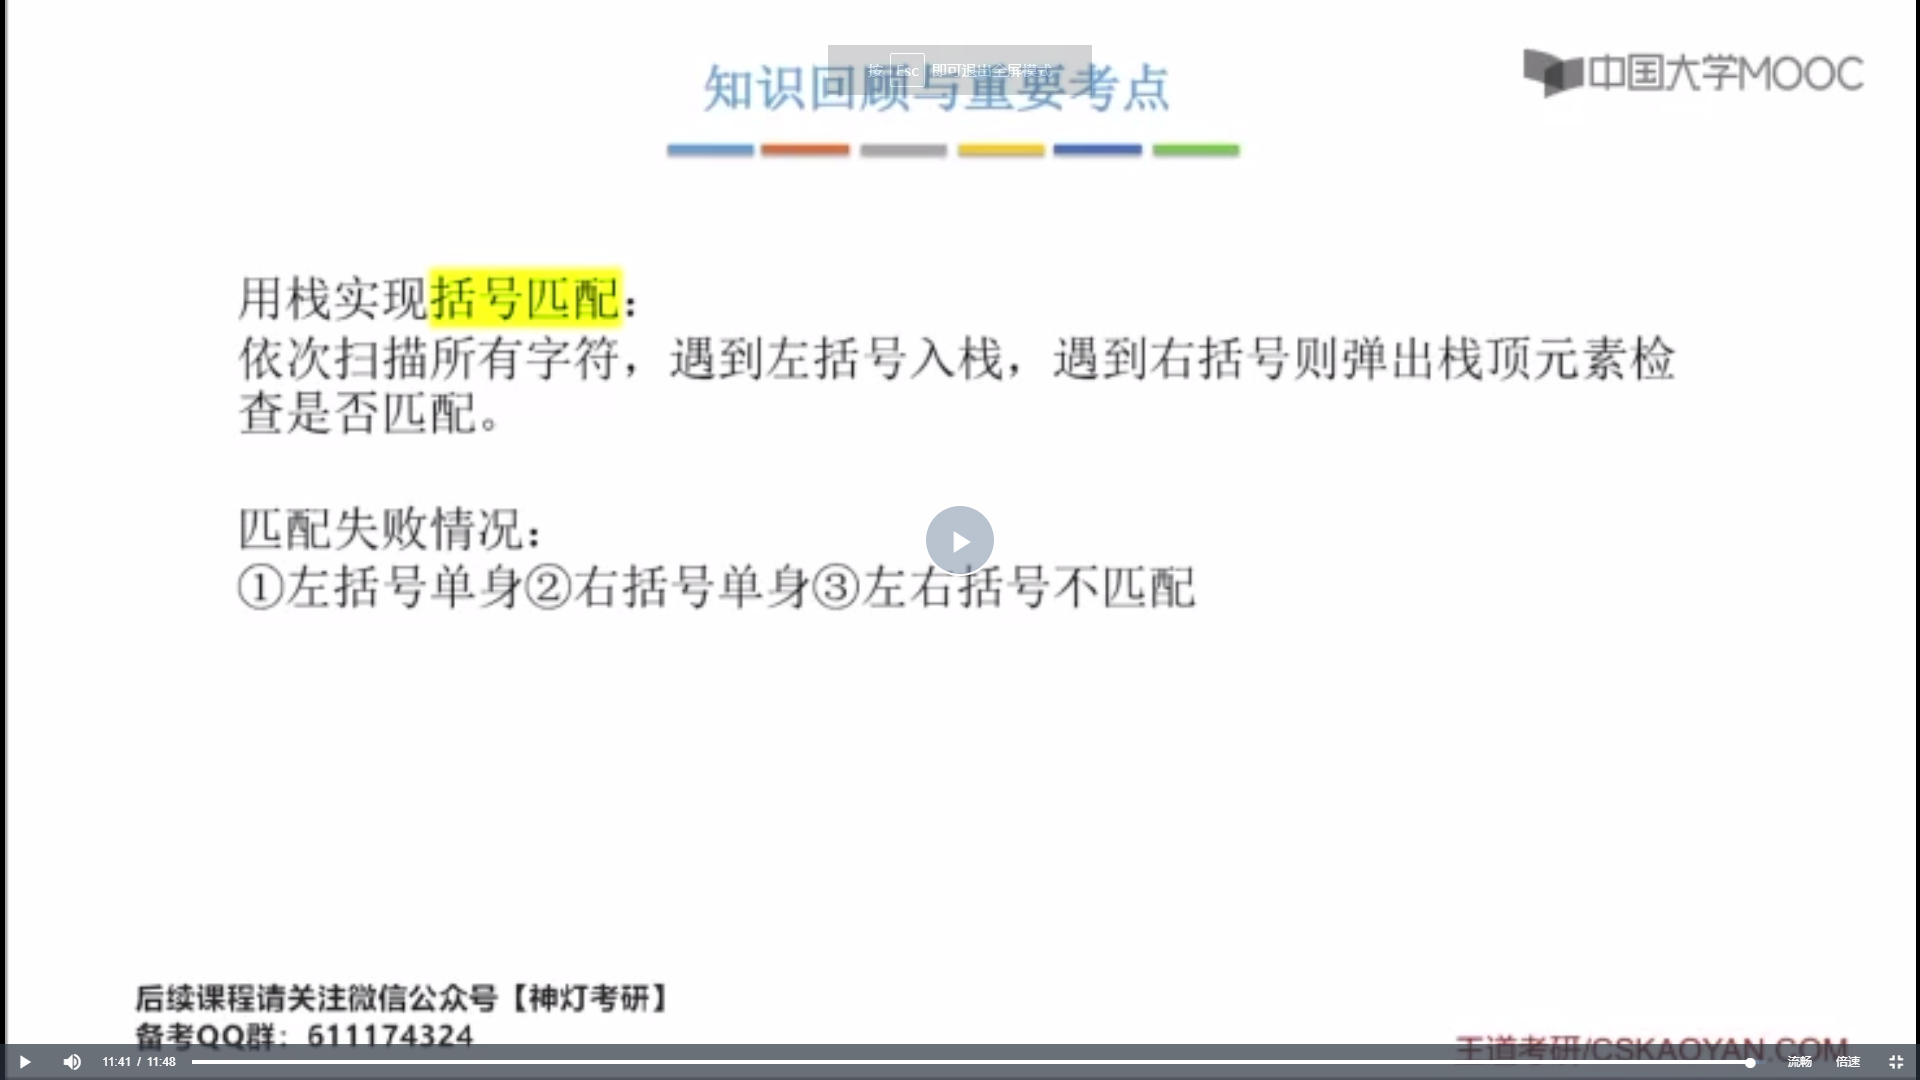 按 Esc 即可退出全屏模式
知识回顾与重要考点
中国大学MOOC
用栈实现括号匹配：
依次扫描所有字符，遇到左括号入栈，遇到右括号则弹出栈顶元素检
查是否匹配。
匹配失败情况：
①左括号单身②右括号单身③左右括号不匹配
后续课程请关注微信公众号【神灯考研】
备考QQ群：611174324
王道考研/CSKAOYAN.COM
11:41 / 11:48
流畅
倍速